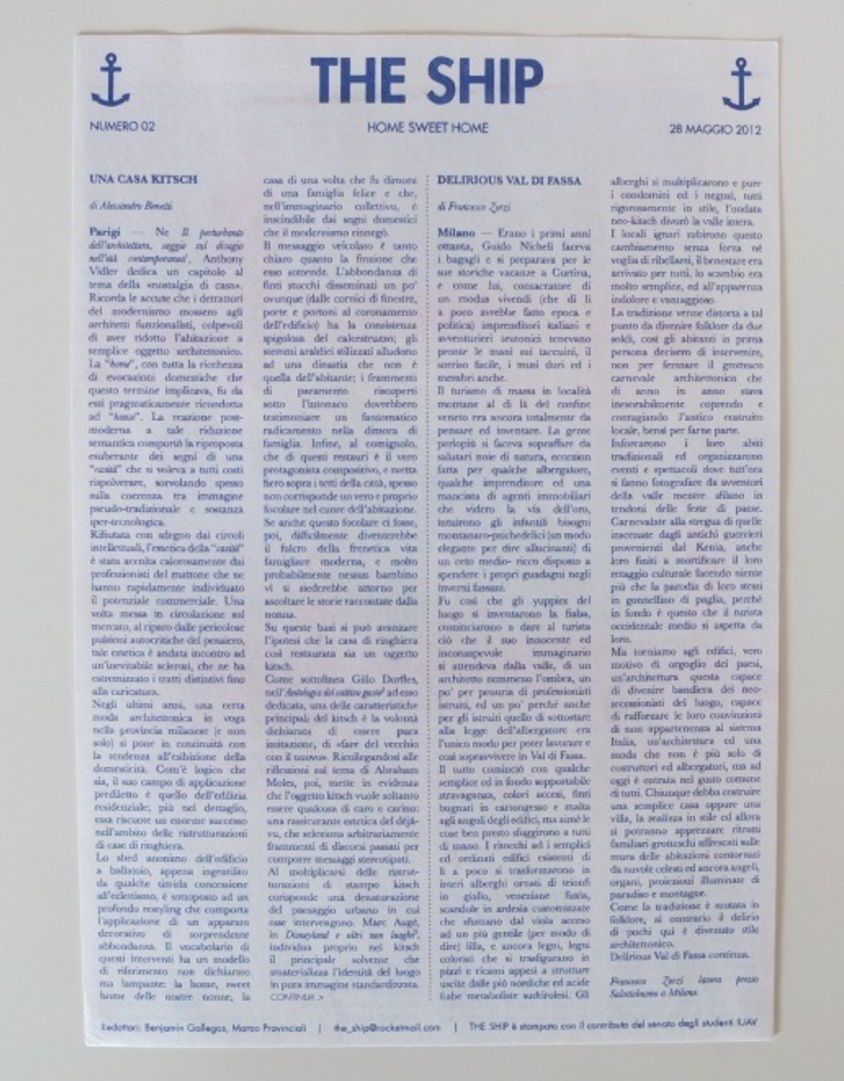 THE SHIP
NUMERO 02
HOME SWEET HOME
28 MAGGIO 2012
UNA CASA KITSCH
di Alessandro Benetti
Parigi — Ne Il perturbante
dell'architettura, saggio sul disagio
nell'età contemporanea¹, Anthony
Vidler dedica un capitolo al
tema della «nostalgia di casa».
Ricorda le accuse che i detrattori
del modernismo mossero agli
architetti funzionalisti, colpevoli
di aver ridotto l'abitazione a
semplice oggetto architettonico.
La "home", con tutta la ricchezza
di evocazioni domestiche che
questo termine implicava, fu da
essi pragmaticamente ricondotta
ad "house". La reazione post-
moderna a tale riduzione
semantica comportò la riproposta
esuberante dei segni di una
"casità" che si voleva a tutti costi
rispolverare, sorvolando spesso
sulla coerenza tra immagine
pseudo-tradizionale e sostanza
iper-tecnologica.
Rifiutata con sdegno dai circoli
intellettuali, l'estetica della "casità"
è stata accolta calorosamente dai
professionisti del mattone che ne
hanno rapidamente individuato
il potenziale commerciale. Una
volta messa in circolazione sul
mercato, al riparo dalle pericolose
pulsioni autocritiche del pensiero,
tale estetica è andata incontro ad
un'inevitabile sclerosi, che ne ha
estremizzato i tratti distintivi fino
alla caricatura.
Negli ultimi anni, una certa
moda architettonica in voga
nella provincia milanese (e non
solo) si pone in continuità con
la tendenza all'esibizione della
domesticità. Com'è logico che
sia, il suo campo di applicazione
prediletto è quello dell'edilizia
residenziale; più nel dettaglio,
essa riscuote un enorme successo
nell'ambito delle ristrutturazioni
di case di ringhiera.
Lo shed anonimo dell'edificio
a ballatoio, appena ingentilito
da qualche timida concessione
all'eclettismo, è sottoposto ad un
profondo restyling che comporta
l'applicazione di un apparato
decorativo di sorprendente
abbondanza. Il vocabolario di
questi interventi ha un modello
di riferimento non dichiarato
ma lampante: la home, sweet
home delle nostre nonne, la
casa di una volta che fu dimora
di una famiglia felice e che,
nell'immaginario collettivo, è
inscindibile dai segni domestici
che il modernismo rinnegò.
Il messaggio veicolato è tanto
chiaro quanto la finzione che
esso sottende. L'abbondanza di
finti stucchi disseminati un po'
ovunque (dalle cornici di finestre,
porte e portoni al coronamento
dell'edificio) ha la consistenza
spigolosa del calcestruzzo; gli
stemmi araldici stilizzati alludono
ad una dinastia che non è
quella dell'abitante; i frammenti
di paramento riscoperti
sotto l'intonaco dovrebbero
testimoniare un fantomatico
radicamento nella dimora di
famiglia. Infine, al comignolo,
che di questi restauri è il vero
protagonista compositivo, e svetta
fiero sopra i tetti della città, spesso
non corrisponde un vero e proprio
focolare nel cuore dell'abitazione.
Se anche questo focolare ci fosse,
poi, difficilmente diventerebbe
il fulcro della frenetica vita
famigliare moderna, e molto
probabilmente nessun bambino
vi si siederebbe attorno per
ascoltare le storie raccontate dalla
nonna.
Su queste basi si può avanzare
l'ipotesi che la casa di ringhiera
così restaurata sia un oggetto
kitsch.
Come sottolinea Gillo Dorfles,
nell'Antologia del cattivo gusto² ad esso
dedicata, una delle caratteristiche
principali del kitsch è la volontà
dichiarata di essere pura
imitazione, di «fare del vecchio
con il nuovo». Ricollegandosi alle
riflessioni sul tema di Abraham
Moles, poi, mette in evidenza
che l'oggetto kitsch vuole soltanto
essere qualcosa di caro e carino:
una rassicurante estetica del déjà-
vu, che seleziona arbitrariamente
frammenti di discorsi passati per
comporre messaggi stereotipati.
Al moltiplicarsi delle ristrut-
turazioni di stampo kitsch
corrisponde una denaturazione
del paesaggio urbano in cui
esse intervengono. Marc Augé,
in Disneyland e altri non luoghi³,
individua proprio nel kitsch
il principale solvente che
smaterializza l'identità del luogo
in pura immagine standardizzata.
CONTINUA >
DELIRIOUS VAL DI FASSA
di Francesco Zorzi
Milano — Erano i primi anni
ottanta, Guido Nicheli faceva
i bagagli e si preparava per le
sue storiche vacanze a Cortina,
e come lui, consacratore di
un modus vivendi (che di lì
a poco avrebbe fatto epoca e
politica) imprenditori italiani e
avventurieri teutonici tenevano
pronte le mani sui taccuini, il
sorriso facile, i musi duri ed i
membri anche.
Il turismo di massa in località
montane al di là del confine
veneto era ancora totalmente da
pensare ed inventare. La gente
perlopiù si faceva sopraffare da
salutari noie di natura, eccezion
fatta per qualche albergatore,
qualche imprenditore ed una
manciata di agenti immobiliari
che videro la via dell'oro,
intuirono gli infantili bisogni
montanaro-psichedelici (un modo
elegante per dire allucinanti) di
un ceto medio- ricco disposto a
spendere i propri guadagni negli
inverni fassani.
Fu così che gli yuppies del
luogo si inventarono la fiaba,
cominciarono a dare al turista
ciò che il suo innocente ed
inconsapevole immaginario
si attendeva dalla valle, di un
architetto nemmeno l'ombra, un
po' per penuria di professionisti
istruiti, ed un po' perché anche
per gli istruiti quello di sottostare
alla legge dell'albergatore era
l'unico modo per poter lavorare e
così sopravvivere in Val di Fassa.
Il tutto cominciò con qualche
semplice ed in fondo sopportabile
stravaganza, colori accesi, finti
bugnati in cartongesso e malta
agli angoli degli edifici, ma aimè le
cose ben presto sfuggirono a tutti
di mano. I ritocchi ad i semplici
ed ordinati edifici esistenti di
lì a poco si trasformarono in
interi alberghi ornati di trionfi
in giallo, veneziane fuxia,
scandole in ardesia customizzate
che sfumano dal viola acceso
ad un più gentile (per modo di
dire) lilla, e ancora legni, legni
colorati che si trasfigurano in
pizzi e ricami appesi a strutture
uscite dalle più nordiche ed acide
fiabe metaboliste sudtirolesi. Gli
alberghi si moltiplicarono e pure
i condomini ed i negozi, tutti
rigorosamente in stile, l'ondata
neo-kitsch divorò la valle intera.
I locali ignari subirono questo
cambiamento senza forza né
voglia di ribellarsi, il benestare era
arrivato per tutti, lo scambio era
molto semplice, ed all'apparenza
indolore e vantaggioso.
La tradizione venne distorta a tal
punto da divenire folklore da due
soldi, così gli abitanti in prima
persona decisero di intervenire,
non per fermare il grottesco
carnevale architettonico che
di anno in anno stava
inesorabilmente coprendo e
contagiando l'antico costruito
locale, bensì per farne parte.
Inforcarono i loro abiti
tradizionali ed organizzarono
eventi e spettacoli dove tutt'ora
si fanno fotografare da avventori
della valle mentre sfilano in
tendoni delle feste di paese.
Carnevalate alla stregua di quelle
inscenate dagli antichi guerrieri
provenienti dal Kenia, anche
loro finiti a mortificare il loro
retaggio culturale facendo niente
più che la parodia di loro stessi
in gonnellino di paglia, perché
in fondo è questo che il turista
occidentale medio si aspetta da
loro.
Ma torniamo agli edifici, vero
motivo di orgoglio dei paesi,
un'architettura questa capace
di divenire bandiera dei neo-
secessionisti del luogo, capace
di rafforzare le loro convinzioni
di non appartenenza al sistema
Italia, un'architettura ed una
moda che non è più solo di
costruttori ed albergatori, ma ad
oggi è entrata nel gusto comune
di tutti. Chiunque debba costruire
una semplice casa oppure una
villa, la realizza in stile ed allora
si potranno apprezzare ritratti
familiari grotteschi affrescati sulle
mura delle abitazioni contornati
da nuvole celesti ed ancora angeli,
organi, proiezioni illuminate di
paradiso e montagne.
Come la tradizione è mutata in
folklore, al contrario il delirio
di pochi qui è divenuto stile
architettonico.
Delirious Val di Fassa continua.
Francesco Zorzi lavora presso
Salottobuono a Milano.
Redattori: Benjamin Gallegos, Marco Provinciali | the_ship@rocketmail.com | THE SHIP è stampato con il contributo del senato degli studenti IUAV